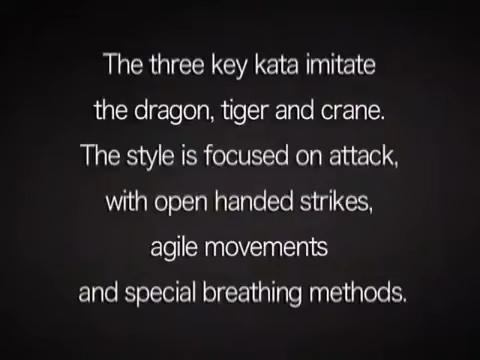 The three key kata imitate
the dragon, tiger and crane.
The style is focused on attack,
with open handed strikes,
agile movements
and special breathing methods.